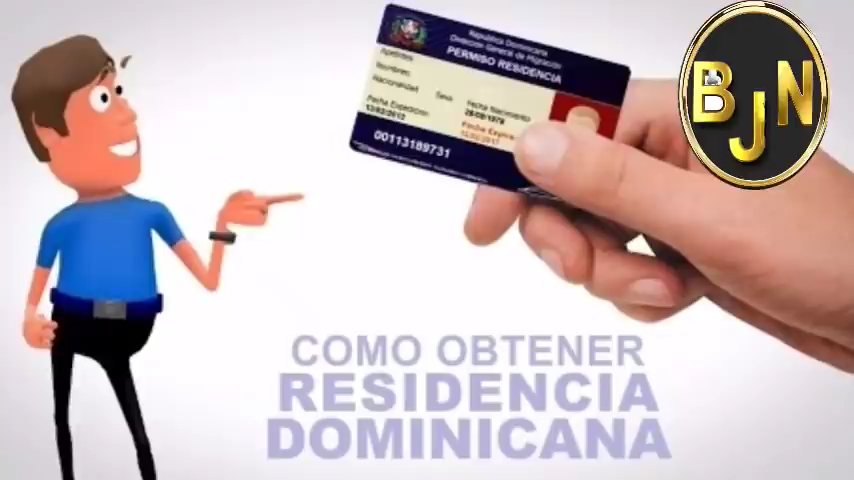 República Dominicana
Dirección General de Migración
PERMISO RESIDENCIA
Apellidos
Nombres
Nacionalidad
Sexo
Fecha Nacimiento
Fecha Expedición
Fecha Expira
00113189731
BJN
COMO OBTENER
RESIDENCIA
DOMINICANA